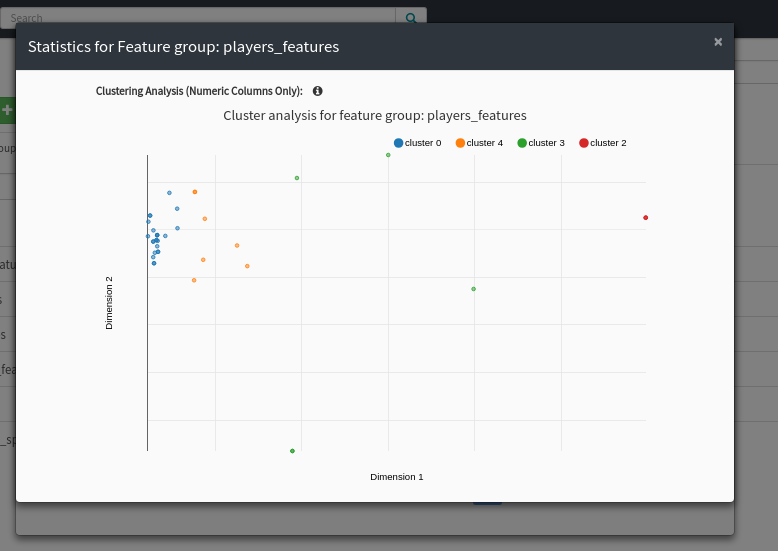 Search
Statistics for Feature group: players_features
×
Clustering Analysis (Numeric Columns Only):
Cluster analysis for feature group: players_features
cluster 0 cluster 4 cluster 3 cluster 2
Dimension 2
Dimension 1